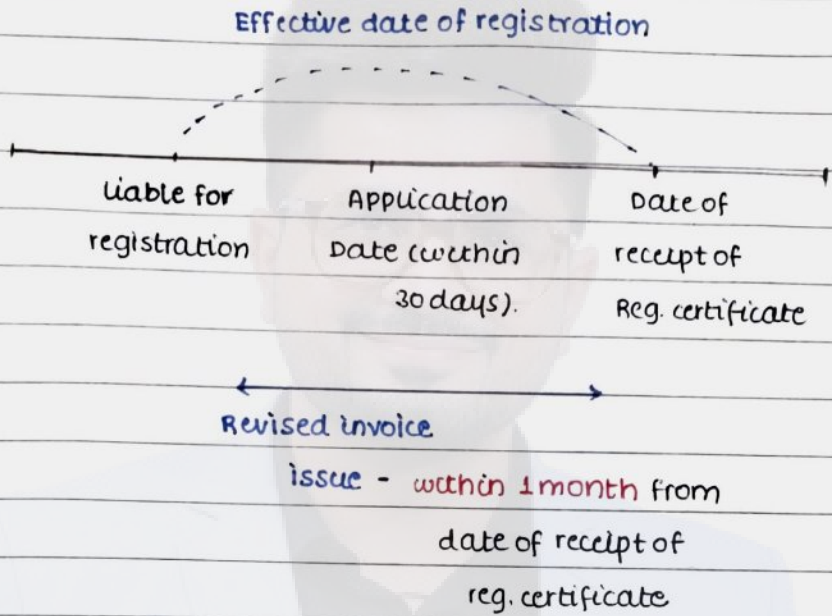 Effective date of registration
liable for
registration
Application
Date (within
30 days).
Date of
receipt of
Reg. certificate
Revised invoice
issue - within 1 month from
date of receipt of
reg. certificate